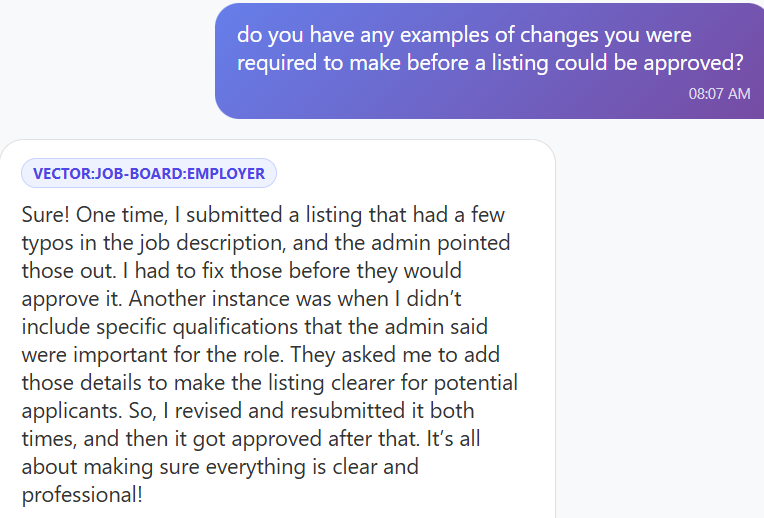 do you have any examples of changes you were
required to make before a listing could be approved?
08:07 AM
VECTOR:JOB-BOARD:EMPLOYER
Sure! One time, I submitted a listing that had a few
typos in the job description, and the admin pointed
those out. I had to fix those before they would
approve it. Another instance was when I didn’t
include specific qualifications that the admin said
were important for the role. They asked me to add
those details to make the listing clearer for potential
applicants. So, I revised and resubmitted it both
times, and then it got approved after that. It’s all
about making sure everything is clear and
professional!